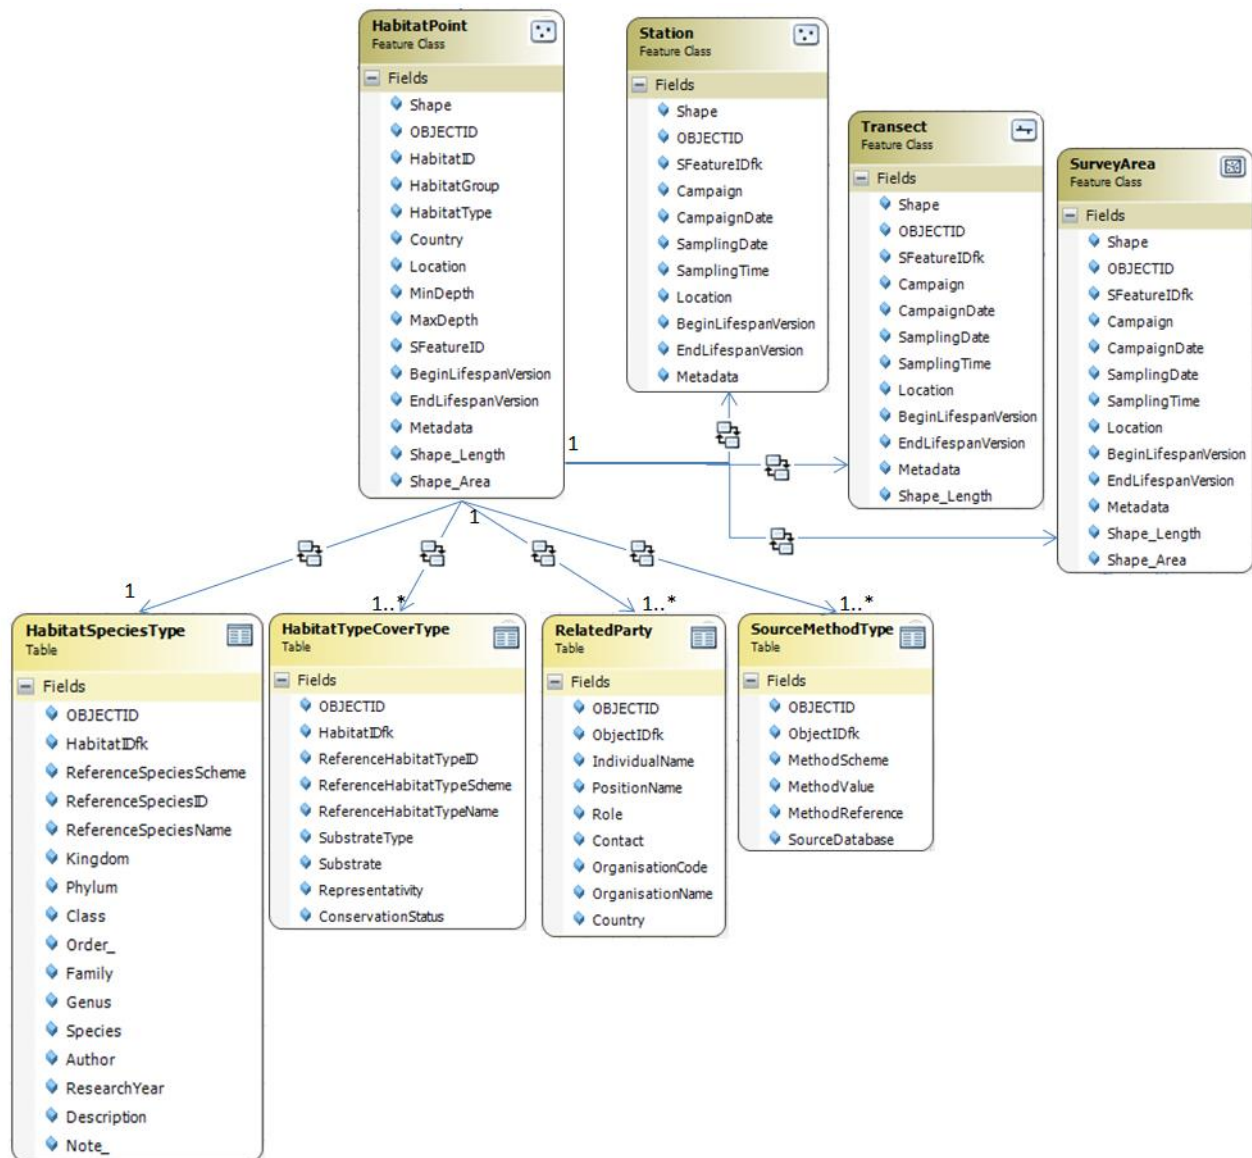 HabitatPoint
Feature Class
Fields
Shape
OBJECTID
HabitatID
HabitatGroup
HabitatType
Country
Location
MinDepth
MaxDepth
SFeatureID
BeginLifespanVersion
EndLifespanVersion
Metadata
Shape_Length
Shape_Area
Station
Feature Class
Fields
Shape
OBJECTID
SFeatureIDfk
Campaign
CampaignDate
SamplingDate
SamplingTime
Location
BeginLifespanVersion
EndLifespanVersion
Metadata
Transect
Feature Class
Fields
Shape
OBJECTID
SFeatureIDfk
Campaign
CampaignDate
SamplingDate
SamplingTime
Location
BeginLifespanVersion
EndLifespanVersion
Metadata
Shape_Length
SurveyArea
Feature Class
Fields
Shape
OBJECTID
SFeatureIDfk
Campaign
CampaignDate
SamplingDate
SamplingTime
Location
BeginLifespanVersion
EndLifespanVersion
Metadata
Shape_Length
Shape_Area
1
1
1
1..*
1..*
1..*
HabitatSpeciesType
Table
Fields
OBJECTID
HabitatIDfk
ReferenceSpeciesScheme
ReferenceSpeciesID
ReferenceSpeciesName
Kingdom
Phylum
Class
Order_
Family
Genus
Species
Author
ResearchYear
Description
Note_
HabitatTypeCoverType
Table
Fields
OBJECTID
HabitatIDfk
ReferenceHabitatTypeID
ReferenceHabitatTypeScheme
ReferenceHabitatTypeName
SubstrateType
Substrate
Representativity
ConservationStatus
RelatedParty
Table
Fields
OBJECTID
ObjectIDfk
IndividualName
PositionName
Role
Contact
OrganisationCode
OrganisationName
Country
SourceMethodType
Table
Fields
OBJECTID
ObjectIDfk
MethodScheme
MethodValue
MethodReference
SourceDatabase